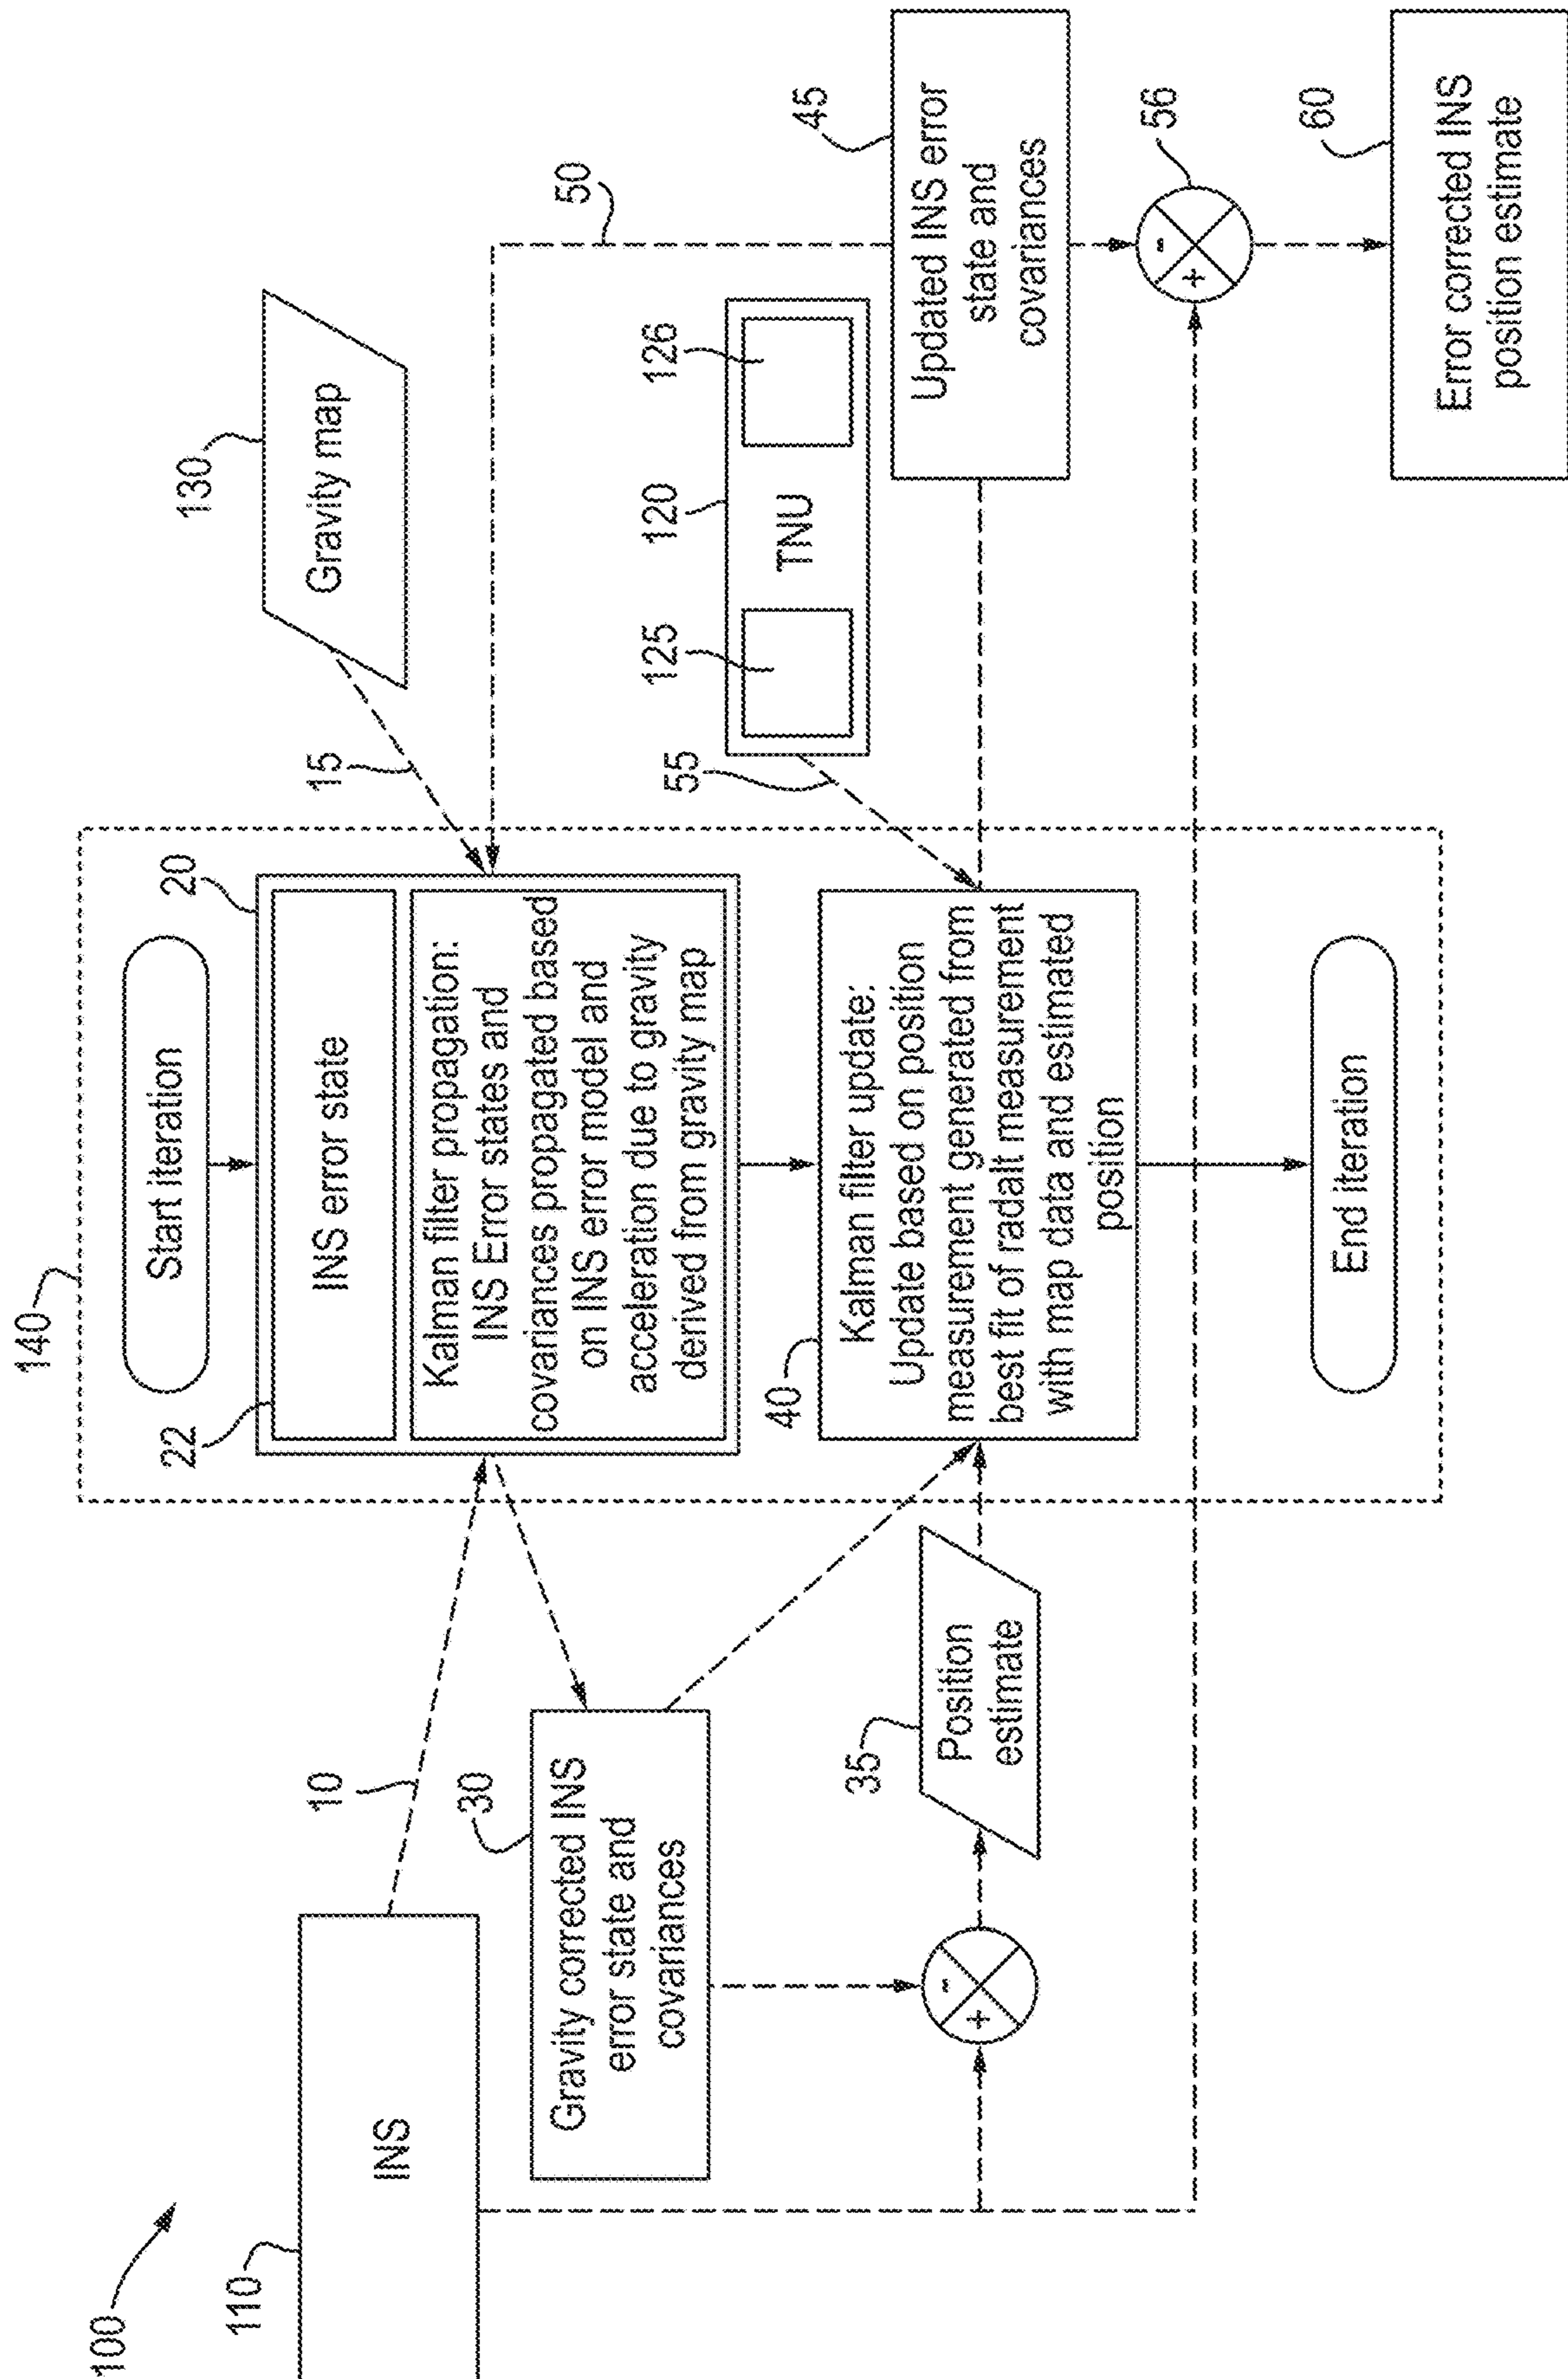 100
110
INS
10
30
Gravity corrected INS
error state and
covariances
-
+
35
Position
estimate
140
Start iteration
20
22
INS error state
Kalman filter propagation:
INS Error states and
covariances propagated based
on INS error model and
acceleration due to gravity
derived from gravity map
40
Kalman filter update:
Update based on position
measurement generated from
best fit of radalt measurement
with map data and estimated
position
End iteration
130
Gravity map
15
50
55
125
120
126
TNU
45
Updated INS error
state and
covariances
-
+
56
60
Error corrected INS
position estimate